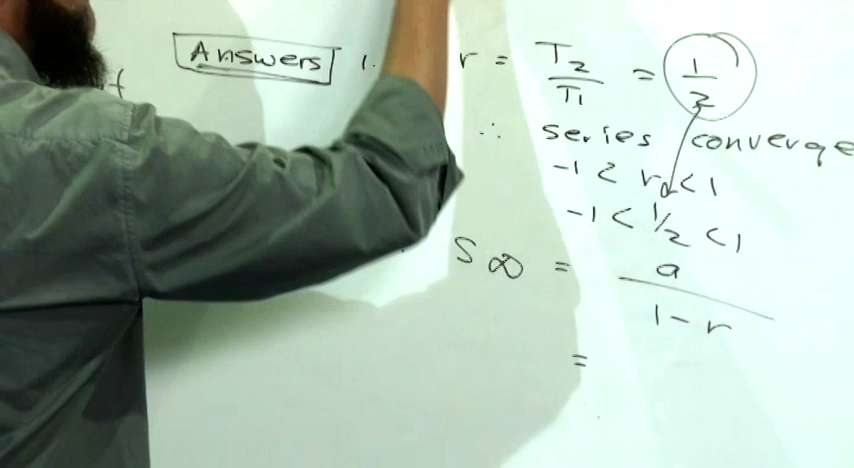 Answers 1. r = T2/T1 = 1/2
∴ series converge
-1 < r < 1
-1 < 1/2 < 1
S∞ = a/1-r
=